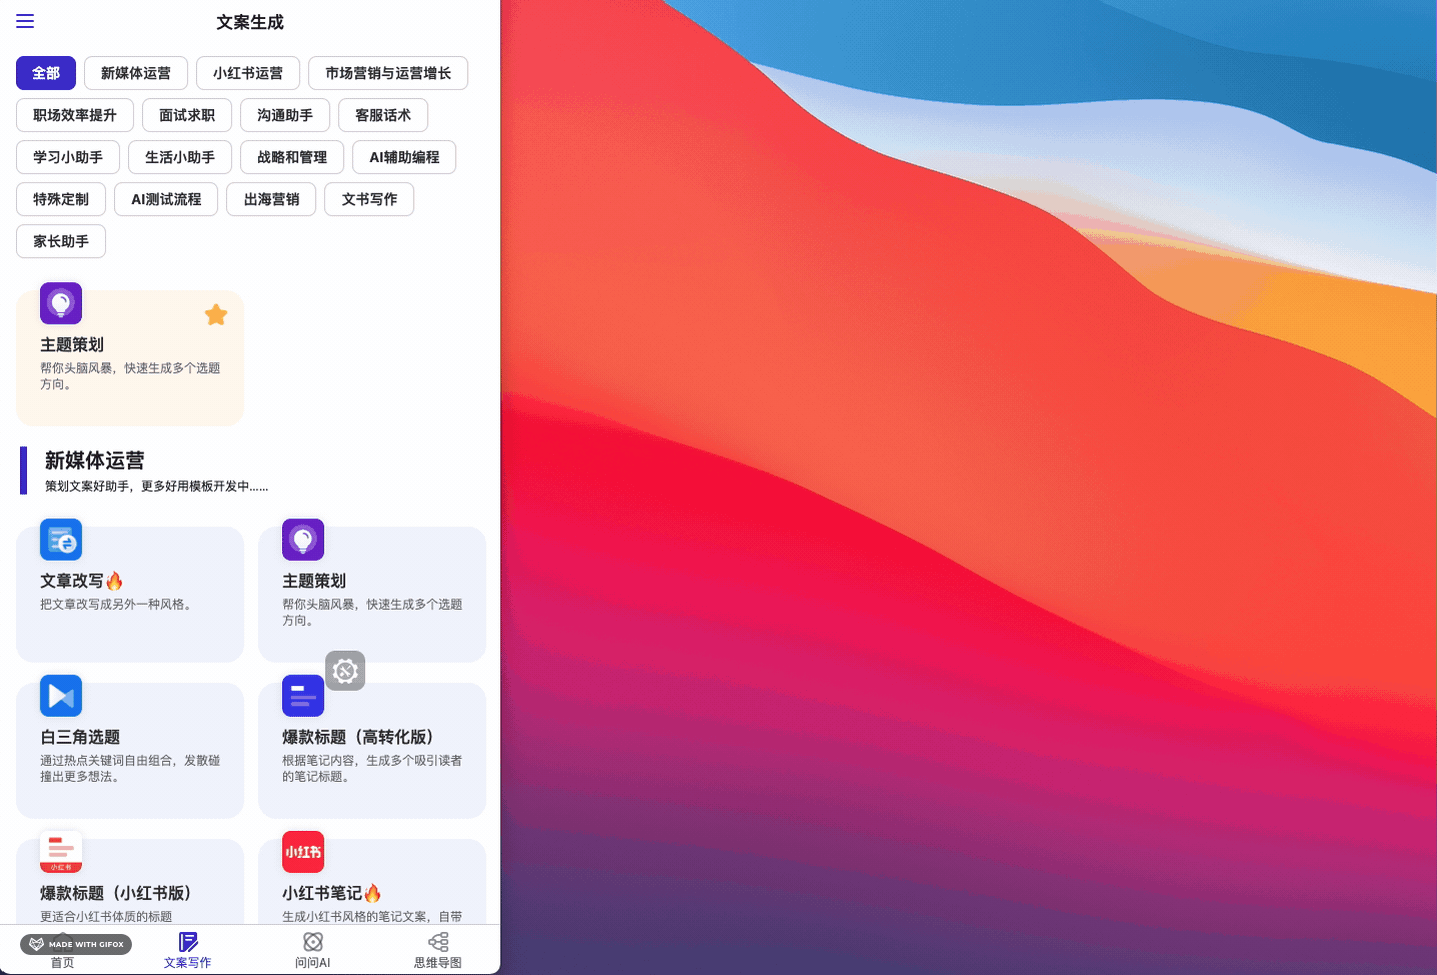 文案生成
全部 新媒体运营 小红书运营 市场营销与运营增长
职场效率提升 面试求职 沟通助手 客服话术
学习小助手 生活小助手 战略和管理 AI辅助编程
特殊定制 AI测试流程 出海营销 文书写作
家长助手
主题策划
帮你头脑风暴，快速生成多个选题
方向。
新媒体运营
策划文案好助手，更多好用模板开发中......
文章改写🔥
把文章改写成另外一种风格。
主题策划
帮你头脑风暴，快速生成多个选题
方向。
白三角选题
通过热点关键词自由组合，发散碰
撞出更多想法。
爆款标题（高转化版）
根据笔记内容，生成多个吸引读者
的笔记标题。
小红书
爆款标题（小红书版）
更适合小红书体质的标题
小红书
小红书笔记🔥
生成小红书风格的笔记文案，自带
MADE WITH GIFOX
首页 文案写作 问问AI 思维导图